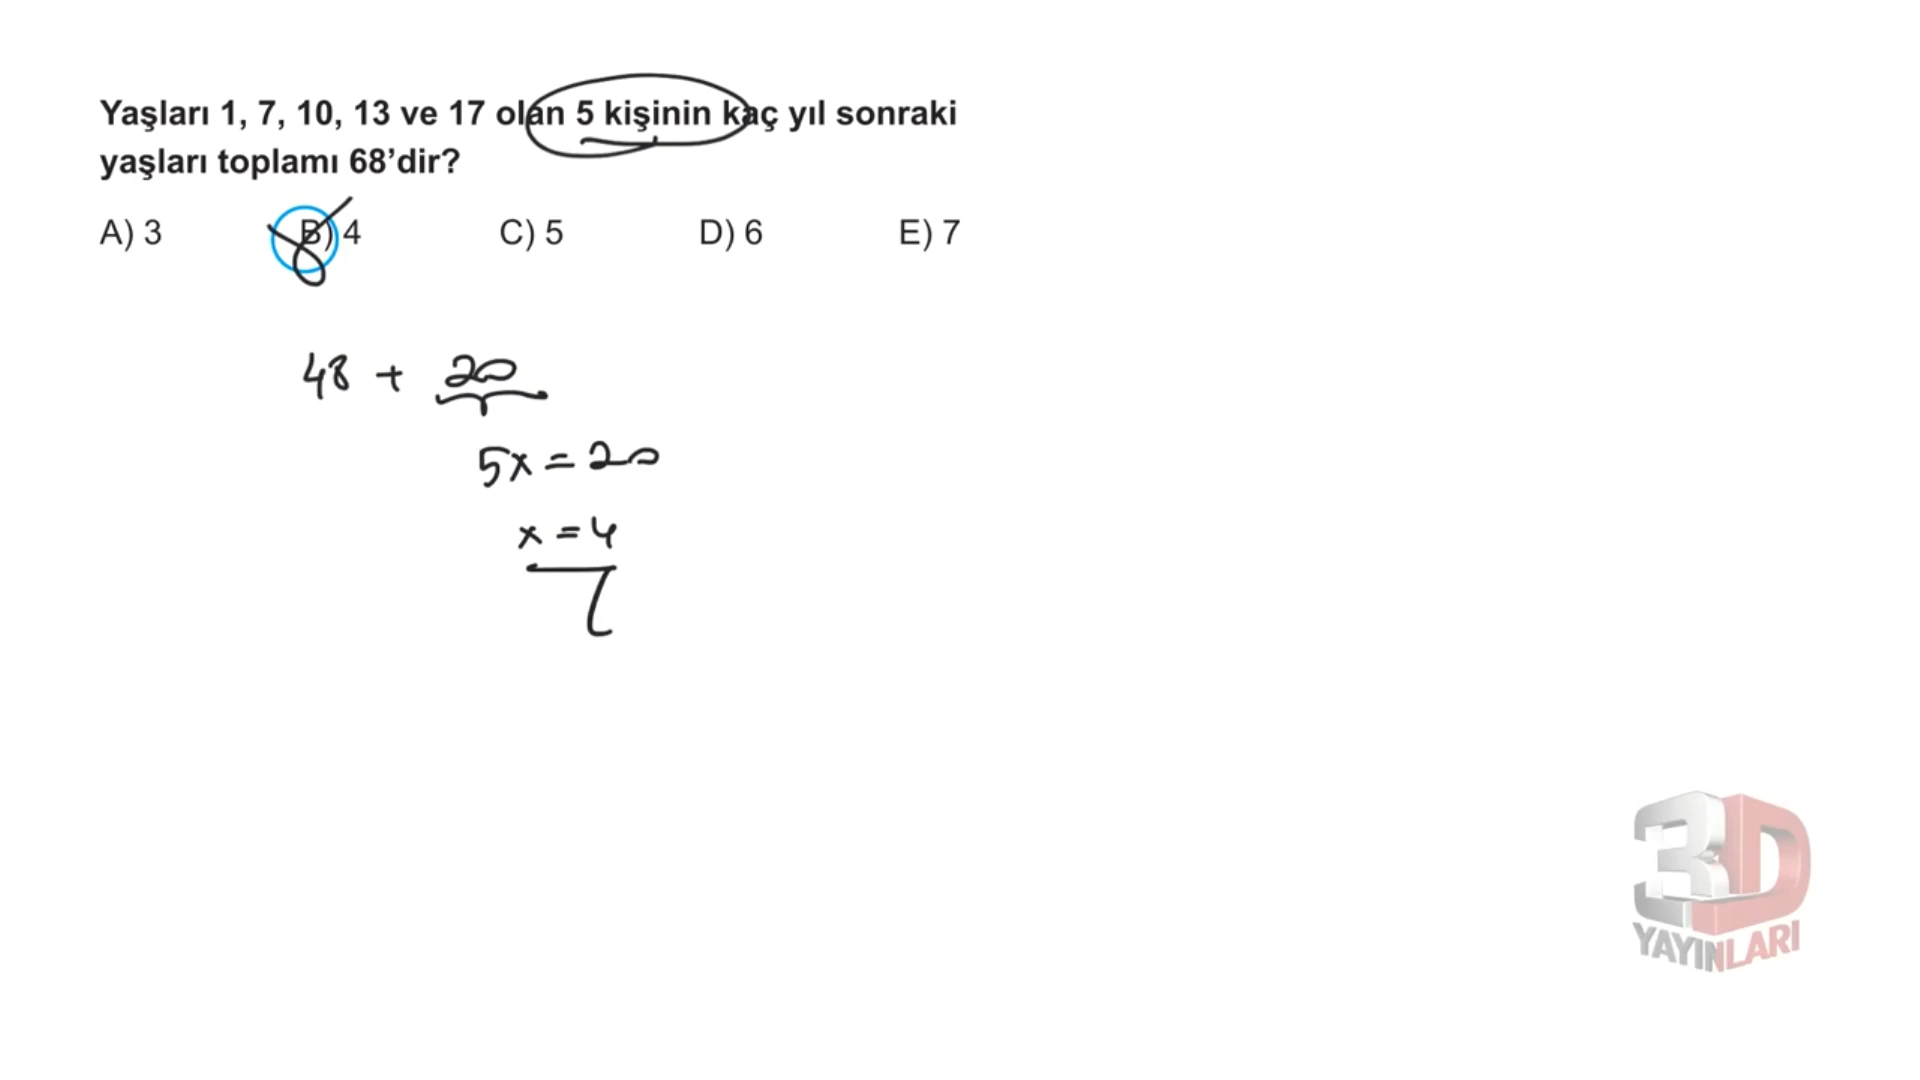 Yaşları 1, 7, 10, 13 ve 17 olan 5 kişinin kaç yıl sonraki
yaşları toplamı 68’dir?
A) 3 B) 4 C) 5 D) 6 E) 7
48 + 20
5x = 20
x = 4
3D
YAYINLARI